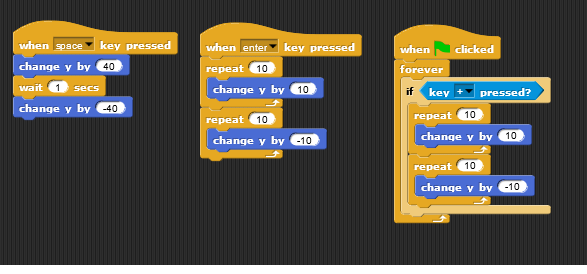 when space key pressed
change y by 40
wait 1 secs
change y by -40
when enter key pressed
repeat 10
change y by 10
repeat 10
change y by -10
when clicked
forever
if key + pressed?
repeat 10
change y by 10
repeat 10
change y by -10